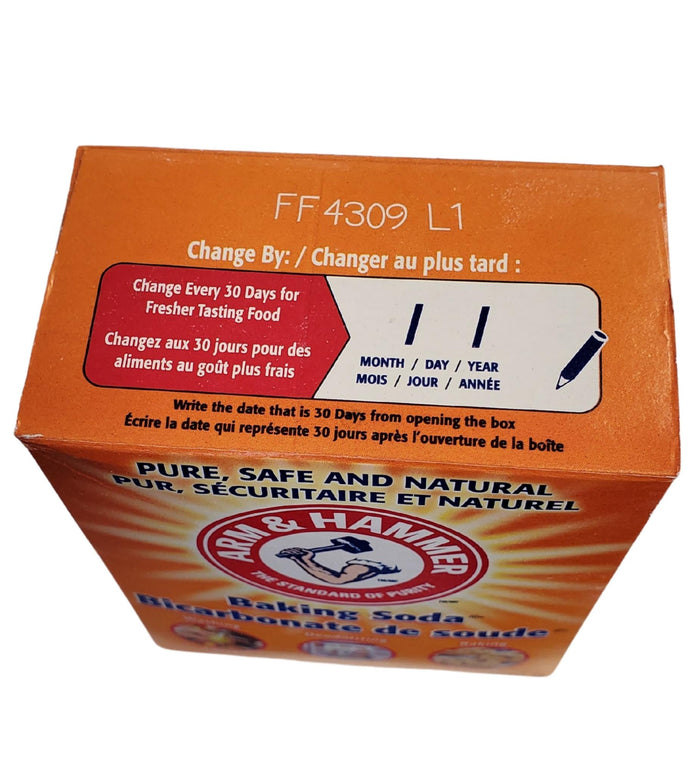 FF4309 L1
Change By: / Changer au plus tard :
Change Every 30 Days for
Fresher Tasting Food
Changez aux 30 jours pour des
aliments au goût plus frais
/ /
MONTH / DAY / YEAR
MOIS / JOUR / ANNÉE
Write the date that is 30 Days from opening the box
Écrire la date qui représente 30 jours après l'ouverture de la boîte
PURE, SAFE AND NATURAL
PUR, SÉCURITAIRE ET NATUREL
ARM & HAMMER
THE STANDARD OF PURITY
Baking Soda
Bicarbonate de soude
Baking